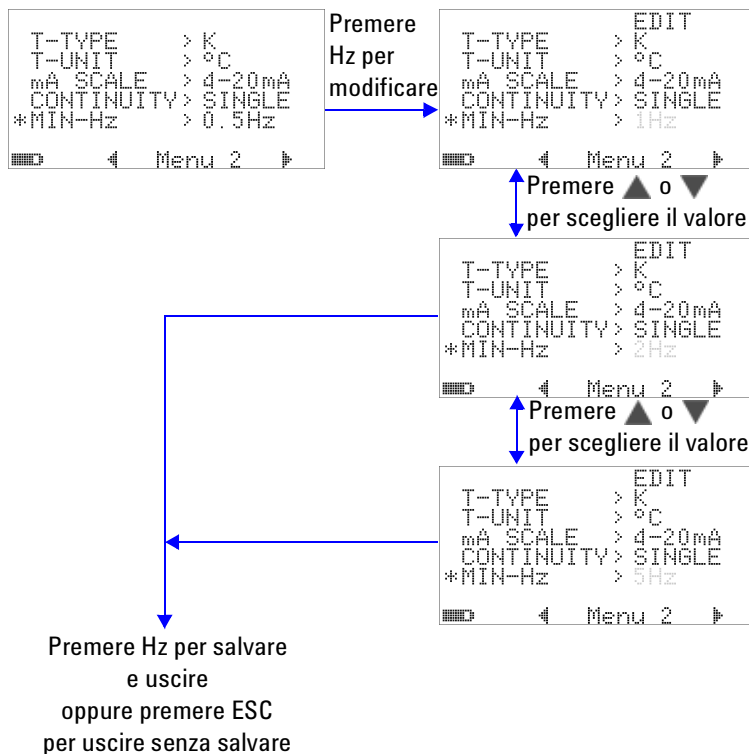 T-TYPE > K
T-UNIT > °C
mA SCALE > 4-20mA
CONTINUITY > SINGLE
*MIN-Hz > 0.5Hz
Menu 2
Premere
Hz per
modificare
EDIT
T-TYPE > K
T-UNIT > °C
mA SCALE > 4-20mA
CONTINUITY > SINGLE
*MIN-Hz > 1Hz
Menu 2
Premere ▲ o ▼
per scegliere il valore
EDIT
T-TYPE > K
T-UNIT > °C
mA SCALE > 4-20mA
CONTINUITY > SINGLE
*MIN-Hz > 2Hz
Menu 2
Premere ▲ o ▼
per scegliere il valore
EDIT
T-TYPE > K
T-UNIT > °C
mA SCALE > 4-20mA
CONTINUITY > SINGLE
*MIN-Hz > 5Hz
Menu 2
Premere Hz per salvare
e uscire
oppure premere ESC
per uscire senza salvare